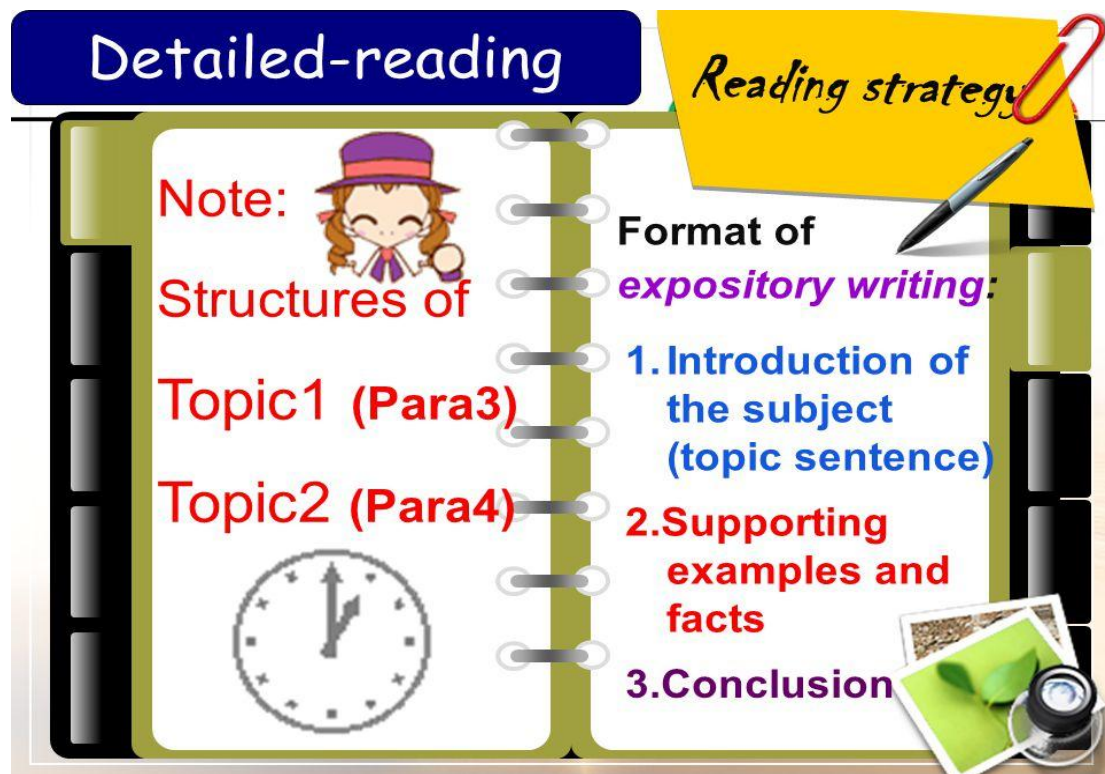 Detailed-reading
Reading strategy
Note:
Structures of
Topic1 (Para3)
Topic2 (Para4)
Format of
expository writing:
1. Introduction of
the subject
(topic sentence)
2.Supporting
examples and
facts
3.Conclusion